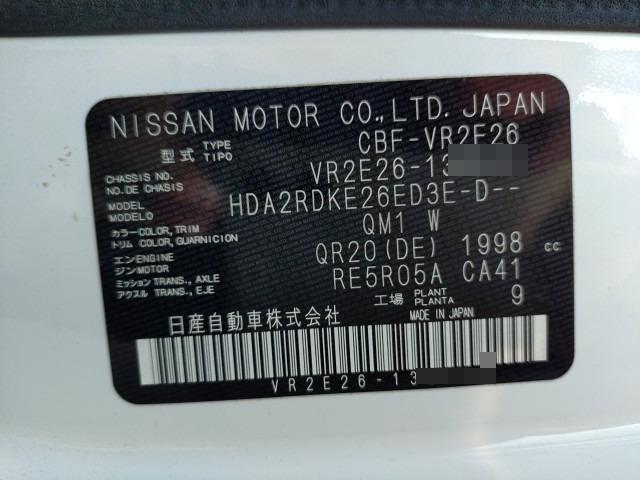 NISSAN MOTOR CO.,LTD. JAPAN
型式 TYPE TIPO CBF-VR2E26
CHASSIS NO. NO. DE CHASIS VR2E26-13
MODEL MODELO HDA2RDKE26ED3E-D--
カラー COLOR, TRIM トリム COLOR, GUARNICION QM1 W
エンジン ENGINE MOTOR QR20 (DE) 1998 cc
ミッション アクスル TRANS., AXLE TRANS., EJE RE5R05A CA41
工場 PLANT PLANTA 9
日産自動車株式会社 MADE IN JAPAN
VR2E26-13